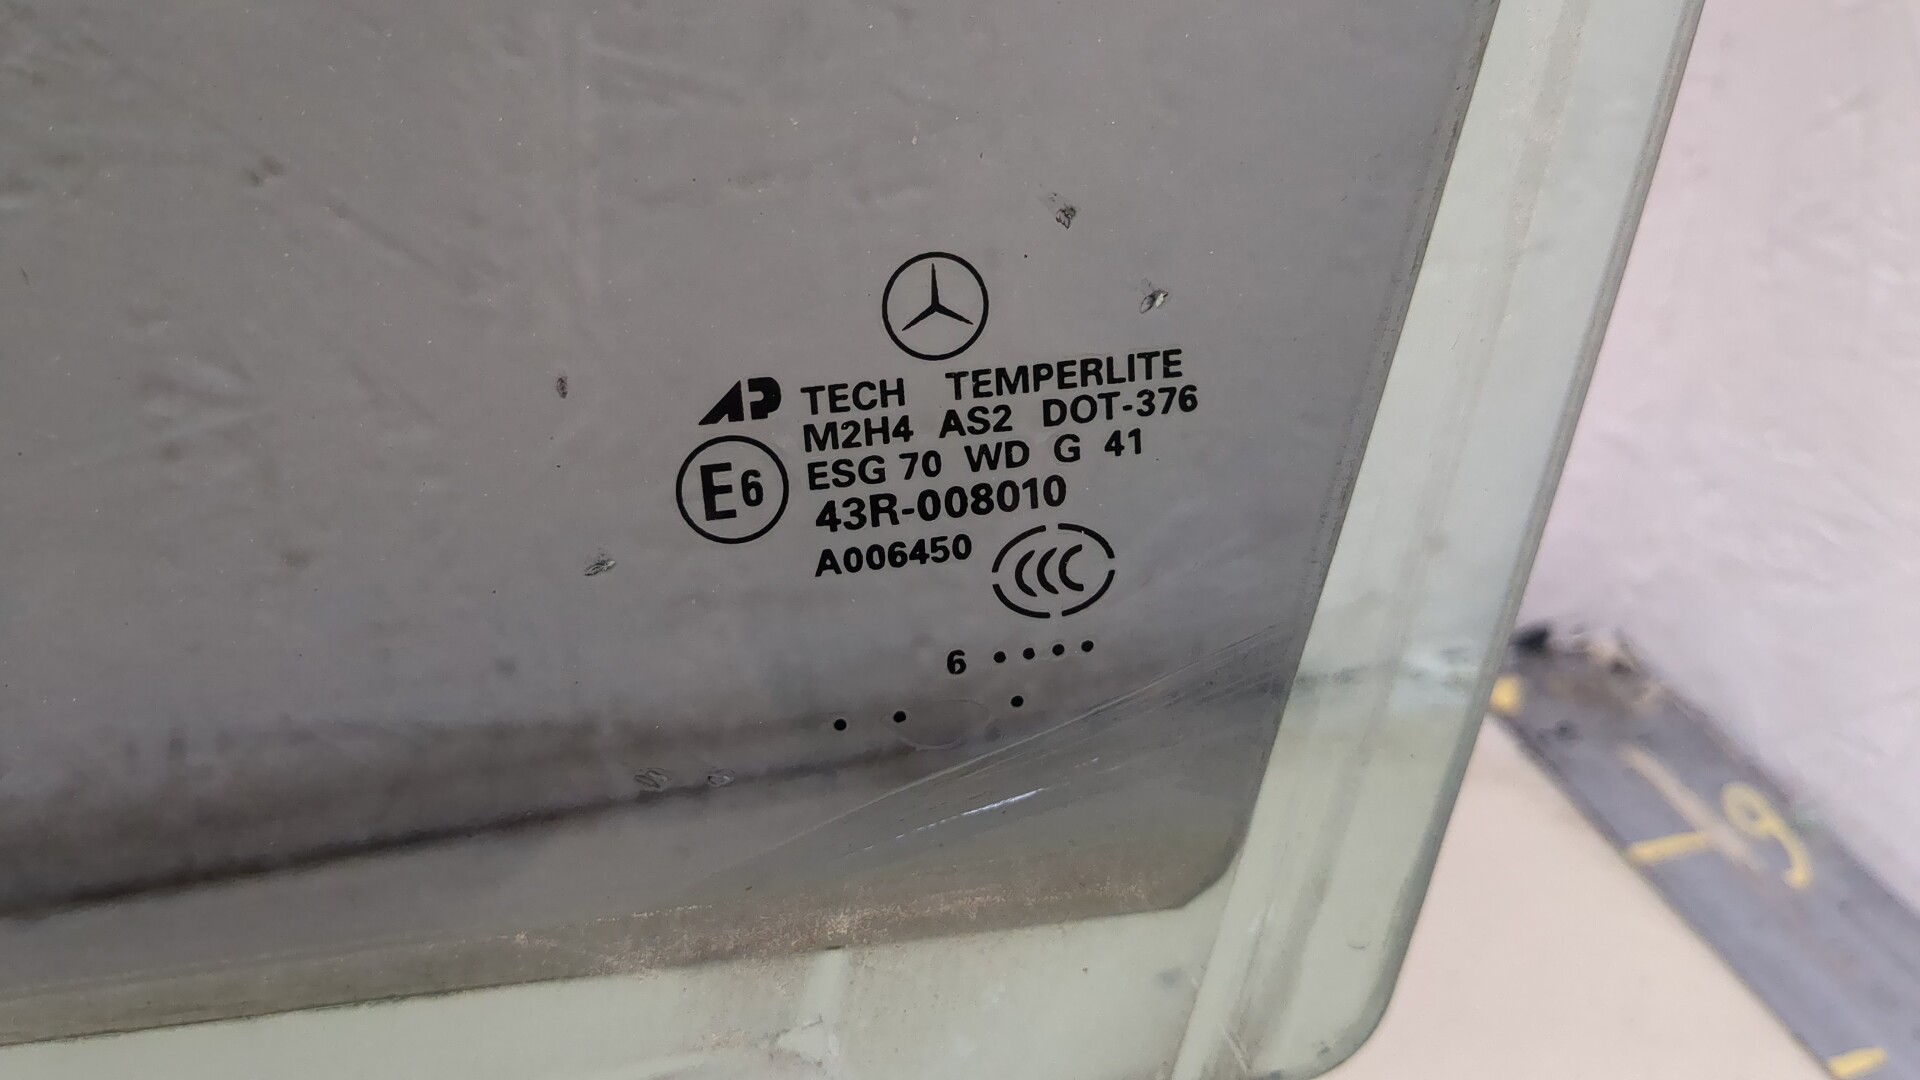 AP TECH TEMPERLITE
M2H4 AS2 DOT-376
ESG 70 WD G 41
E6
43R-008010
A006450 CCC
6 ••••
• • •